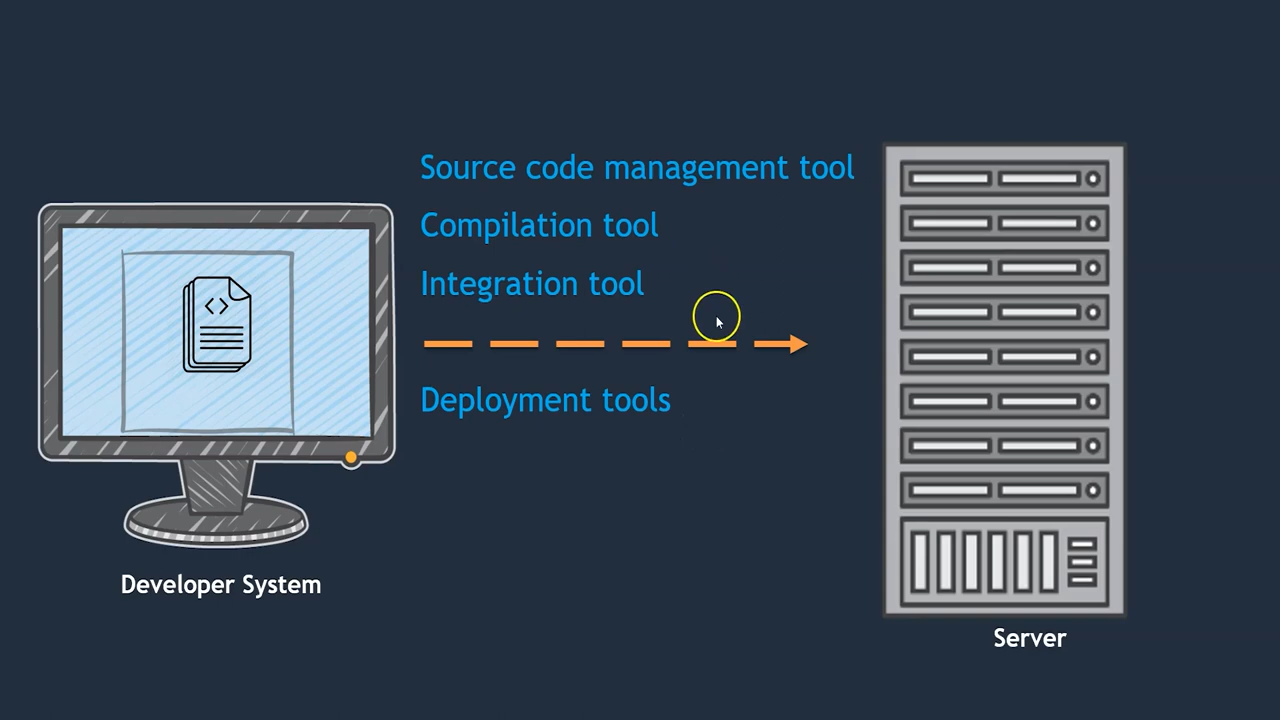 Source code management tool
Compilation tool
Integration tool
Deployment tools
Developer System
Server